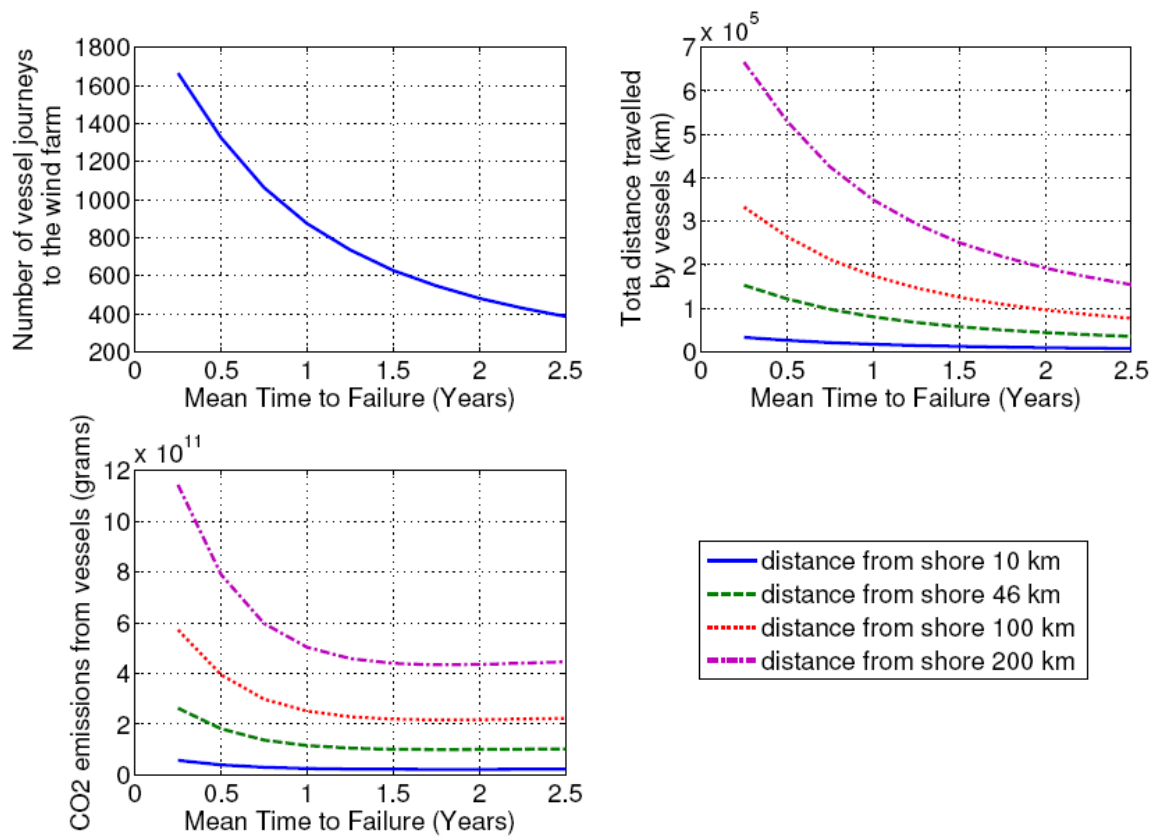 Number of vessel journeys
to the wind farm
1800
1600
1400
1200
1000
800
600
400
200
0 0.5 1 1.5 2 2.5
Mean Time to Failure (Years)
Tota distance travelled
by vessels (km)
x 10^5
7
6
5
4
3
2
1
0
0 0.5 1 1.5 2 2.5
Mean Time to Failure (Years)
CO2 emissions from vessels (grams)
x 10^11
12
10
8
6
4
2
0
0 0.5 1 1.5 2 2.5
Mean Time to Failure (Years)
distance from shore 10 km
distance from shore 46 km
distance from shore 100 km
distance from shore 200 km